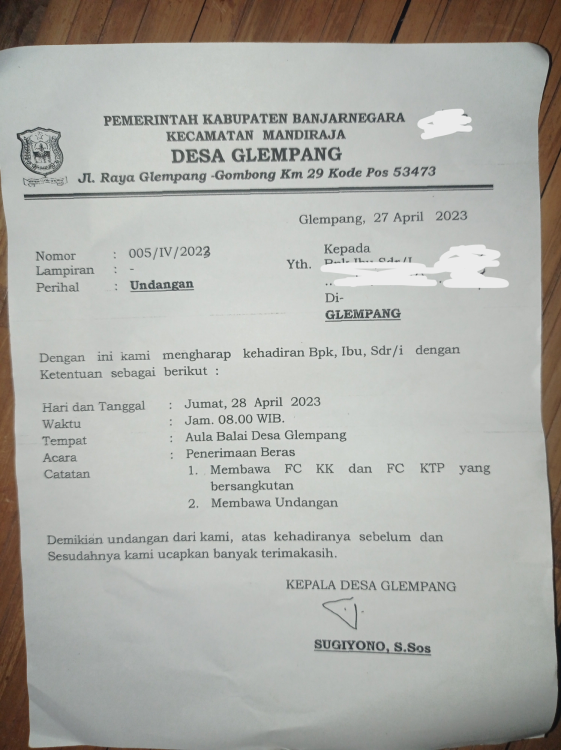 PEMERINTAH KABUPATEN BANJARNEGARA
KECAMATAN MANDIRAJA
DESA GLEMPANG
Jl. Raya Glempang -Gombong Km 29 Kode Pos 53473
Glempang, 27 April 2023
Nomor : 005/IV/2023
Lampiran : -
Perihal : Undangan
Kepada
Yth. Bpk Ibu Sdr/I
Di-
GLEMPANG
Dengan ini kami mengharap kehadiran Bpk, Ibu, Sdr/i dengan
Ketentuan sebagai berikut :
Hari dan Tanggal : Jumat, 28 April 2023
Waktu : Jam. 08.00 WIB.
Tempat : Aula Balai Desa Glempang
Acara : Penerimaan Beras
Catatan 1. Membawa FC KK dan FC KTP yang
bersangkutan
2. Membawa Undangan
Demikian undangan dari kami, atas kehadiranya sebelum dan
Sesudahnya kami ucapkan banyak terimakasih.
KEPALA DESA GLEMPANG
SUGIYONO, S.Sos